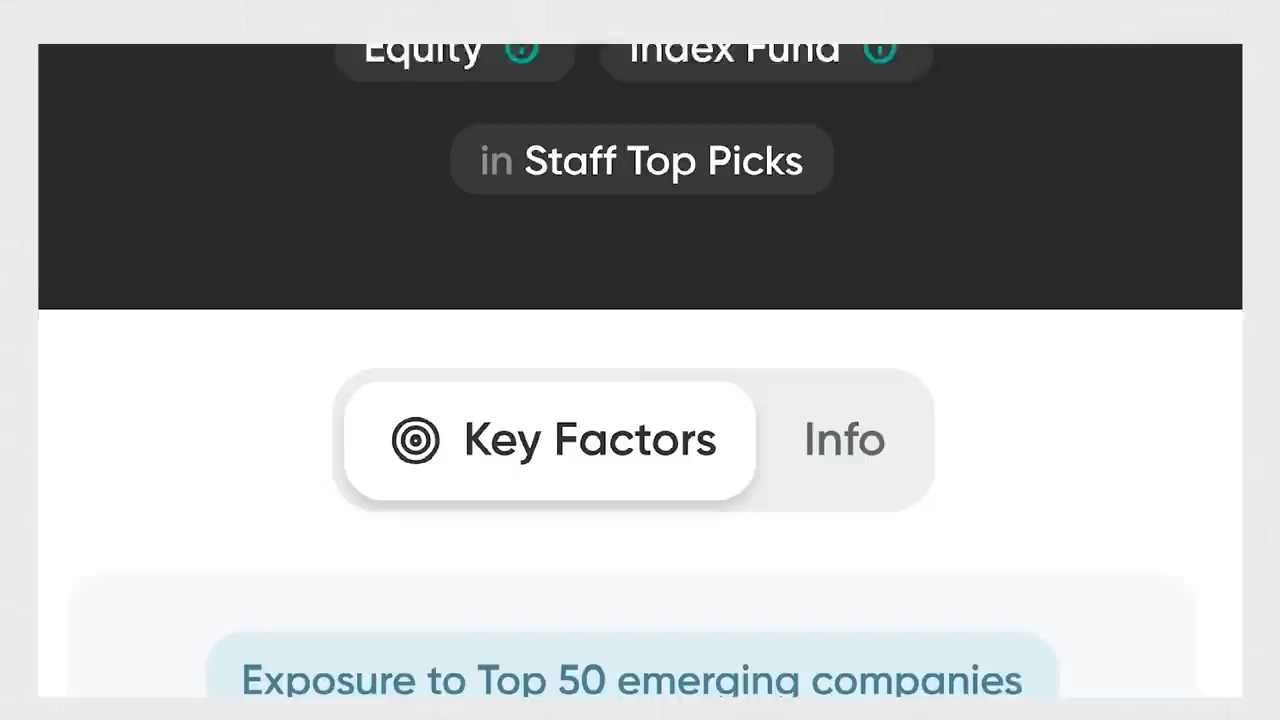 Equity Index Fund
in Staff Top Picks
Key Factors Info
Exposure to Top 50 emerging companies